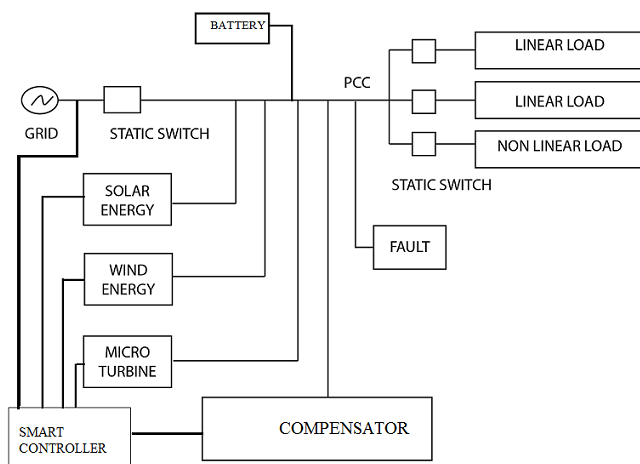 BATTERY
LINEAR LOAD
PCC
LINEAR LOAD
GRID
STATIC SWITCH
NON LINEAR LOAD
STATIC SWITCH
SOLAR
ENERGY
FAULT
WIND
ENERGY
MICRO
TURBINE
SMART
CONTROLLER
COMPENSATOR